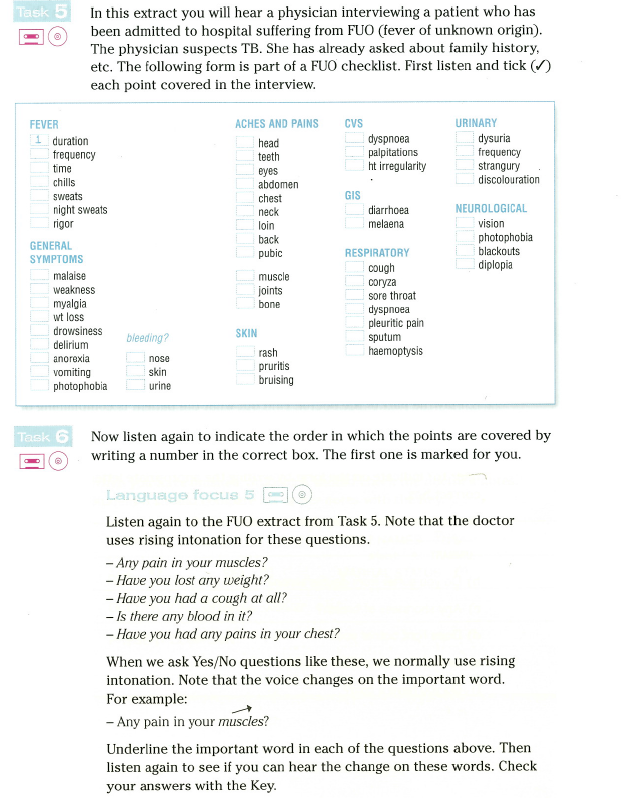 Task 5
In this extract you will hear a physician interviewing a patient who has
been admitted to hospital suffering from FUO (fever of unknown origin).
The physician suspects TB. She has already asked about family history,
etc. The following form is part of a FUO checklist. First listen and tick (✓)
each point covered in the interview.
FEVER
1 duration
frequency
time
chills
sweats
night sweats
rigor
GENERAL
SYMPTOMS
malaise
weakness
myalgia
wt loss
drowsiness
delirium
anorexia
vomiting
photophobia
bleeding?
nose
skin
urine
ACHES AND PAINS
head
teeth
eyes
abdomen
chest
neck
loin
back
pubic
muscle
joints
bone
SKIN
rash
pruritis
bruising
CVS
dyspnoea
palpitations
ht irregularity
GIS
diarrhoea
melaena
RESPIRATORY
cough
coryza
sore throat
dyspnoea
pleuritic pain
sputum
haemoptysis
URINARY
dysuria
frequency
strangury
discolouration
NEUROLOGICAL
vision
photophobia
blackouts
diplopia
Task 6
Now listen again to indicate the order in which the points are covered by
writing a number in the correct box. The first one is marked for you.
Language focus 5
Listen again to the FUO extract from Task 5. Note that the doctor
uses rising intonation for these questions.
– Any pain in your muscles?
– Have you lost any weight?
– Have you had a cough at all?
– Is there any blood in it?
– Have you had any pains in your chest?
When we ask Yes/No questions like these, we normally use rising
intonation. Note that the voice changes on the important word.
For example:
– Any pain in your muscles?
Underline the important word in each of the questions above. Then
listen again to see if you can hear the change on these words. Check
your answers with the Key.